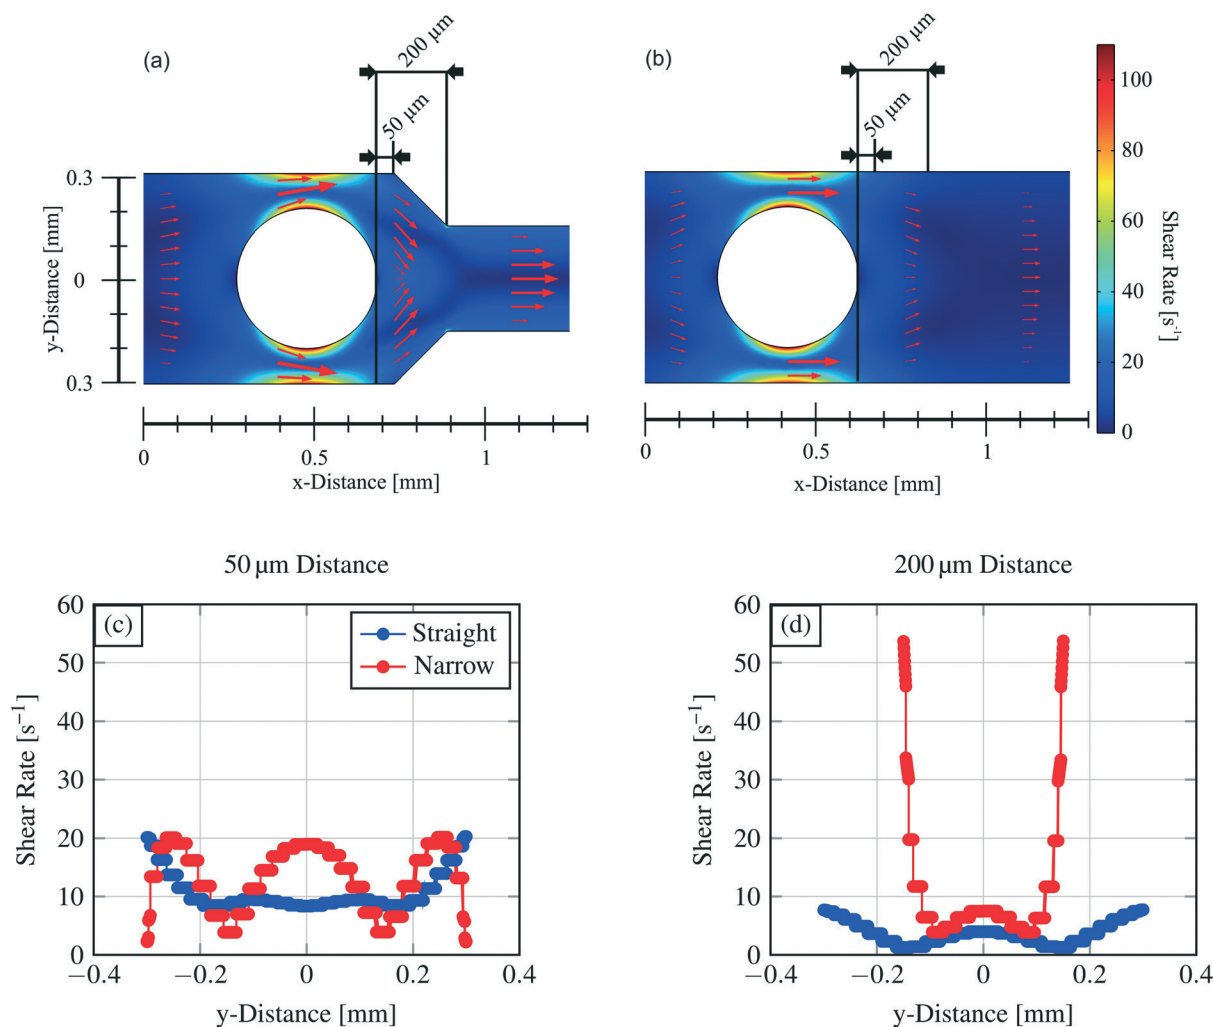 (a)
200 µm
50 µm
0.3
0
0.3
y-Distance [mm]
0
0.5
1
x-Distance [mm]
(b)
200 µm
50 µm
0
0.5
1
x-Distance [mm]
100
80
60
40
20
0
Shear Rate [s⁻¹]
50 µm Distance
(c)
Straight
Narrow
60
50
40
30
20
10
0
Shear Rate [s⁻¹]
−0.4
−0.2
0
0.2
0.4
y-Distance [mm]
200 µm Distance
(d)
60
50
40
30
20
10
0
Shear Rate [s⁻¹]
−0.4
−0.2
0
0.2
0.4
y-Distance [mm]